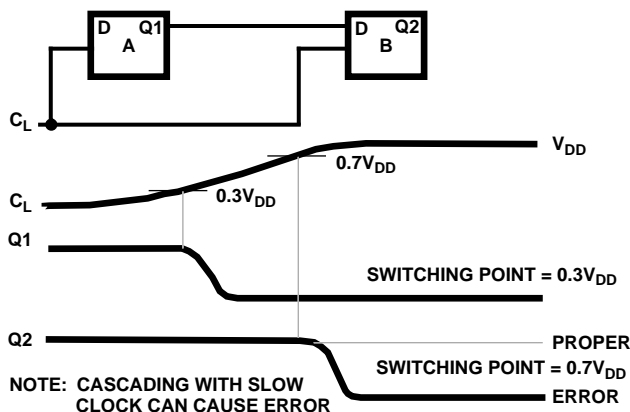 D Q1
A
D Q2
B
CL
VDD
0.7VDD
0.3VDD
CL
Q1
SWITCHING POINT = 0.3VDD
Q2
PROPER
SWITCHING POINT = 0.7VDD
NOTE: CASCADING WITH SLOW
CLOCK CAN CAUSE ERROR
ERROR